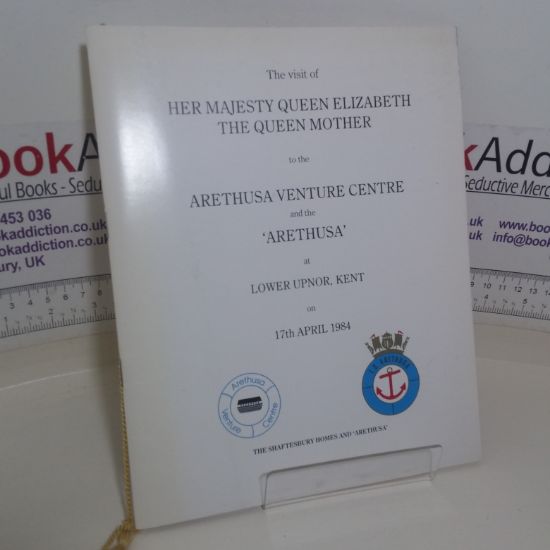 The visit of
HER MAJESTY QUEEN ELIZABETH
THE QUEEN MOTHER
to the
ARETHUSA VENTURE CENTRE
and the
'ARETHUSA'
at
LOWER UPNOR, KENT
on
17th APRIL 1984
Arethusa
Venture
Centre
THE SHAFTESBURY HOMES AND 'ARETHUSA'
ookA
ul Books - Sedu
453 036
okaddiction.co.uk
kaddiction.co.uk
ury, UK
kAddi
Seductive Merc
.uk www.boo
uk info@book